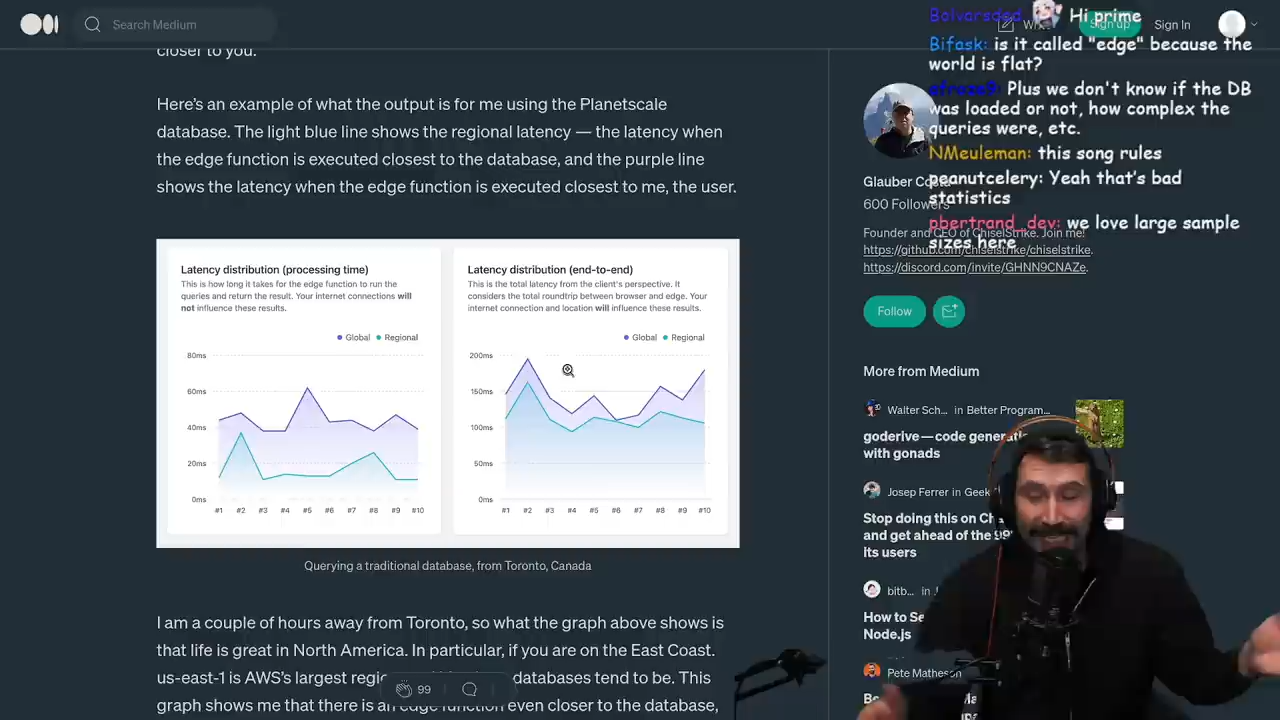 Search Medium
Sign up
Sign In
closer to you.
Here's an example of what the output is for me using the Planetscale
database. The light blue line shows the regional latency — the latency when
the edge function is executed closest to the database, and the purple line
shows the latency when the edge function is executed closest to me, the user.
Latency distribution (processing time)
This is how long it takes for the edge function to run the
queries and return the result. Your internet connections will
not influence these results.
Global Regional
80ms
60ms
40ms
20ms
0ms
#1 #2 #3 #4 #5 #6 #7 #8 #9 #10
Latency distribution (end-to-end)
This is the total latency from the client's perspective. It
considers the total roundtrip between browser and edge. Your
internet connection and location will influence these results.
Global Regional
200ms
150ms
100ms
50ms
0ms
#1 #2 #3 #4 #5 #6 #7 #8 #9 #10
Querying a traditional database, from Toronto, Canada
I am a couple of hours away from Toronto, so what the graph above shows is
that life is great in North America. In particular, if you are on the East Coast.
us-east-1 is AWS's largest databases tend to be. This
99
graph shows me that there is an edge function even closer to the database,
Hi prime
Bifask: is it called "edge" because the
world is flat?
Plus we don't know if the DB
was loaded or not, how complex the
queries were, etc.
NMeuleman: this song rules
peanutcelery: Yeah that's bad
statistics
pbertrand_dev: we love large sample
sizes here
Glauber
600 Followers
Founder and CEO of ChiselStrike. Join me!
https://github.com/chiselstrike/chiselstrike.
https://discord.com/invite/GHNN9CNAZe.
Follow
More from Medium
Walter Sch... in Better Program...
goderive — code
with gonads
Josep Ferrer in
Stop doing this on
and get ahead of the
its users
bitb... in
How to
Node.js
Pete Matheson